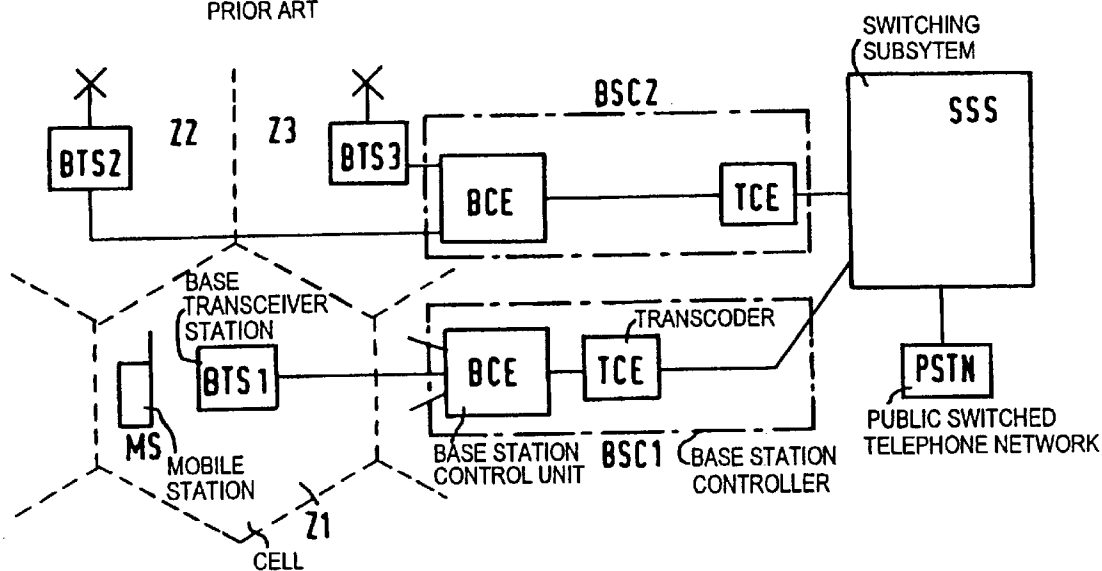 PRIOR ART
SWITCHING
SUBSYTEM
SSS
BSC2
Z2
Z3
BTS2
BTS3
BCE
TCE
BASE
TRANSCEIVER
STATION
TRANSCODER
BTS1
BCE
TCE
PSTN
MS
MOBILE
STATION
BASE STATION
CONTROL UNIT
BSC1
BASE STATION
CONTROLLER
PUBLIC SWITCHED
TELEPHONE NETWORK
Z1
CELL